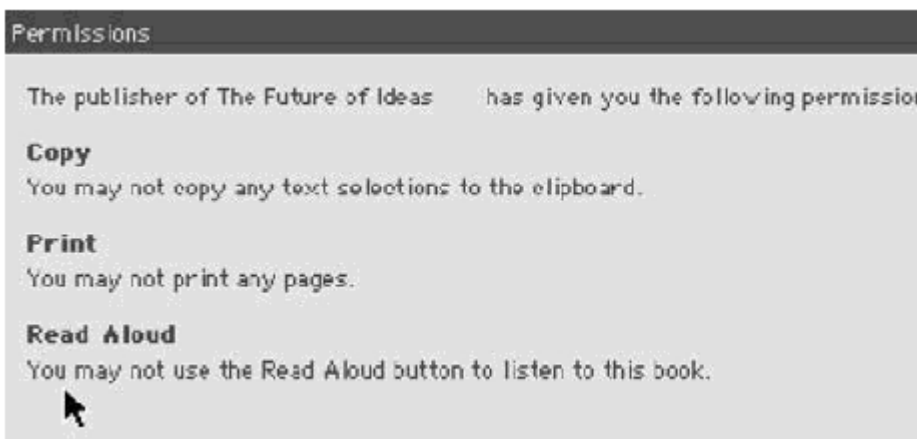 Permissions
The publisher of The Future of Ideas has given you the following permission
Copy
You may not copy any text selections to the clipboard.
Print
You may not print any pages.
Read Aloud
You may not use the Read Aloud button to listen to this book.